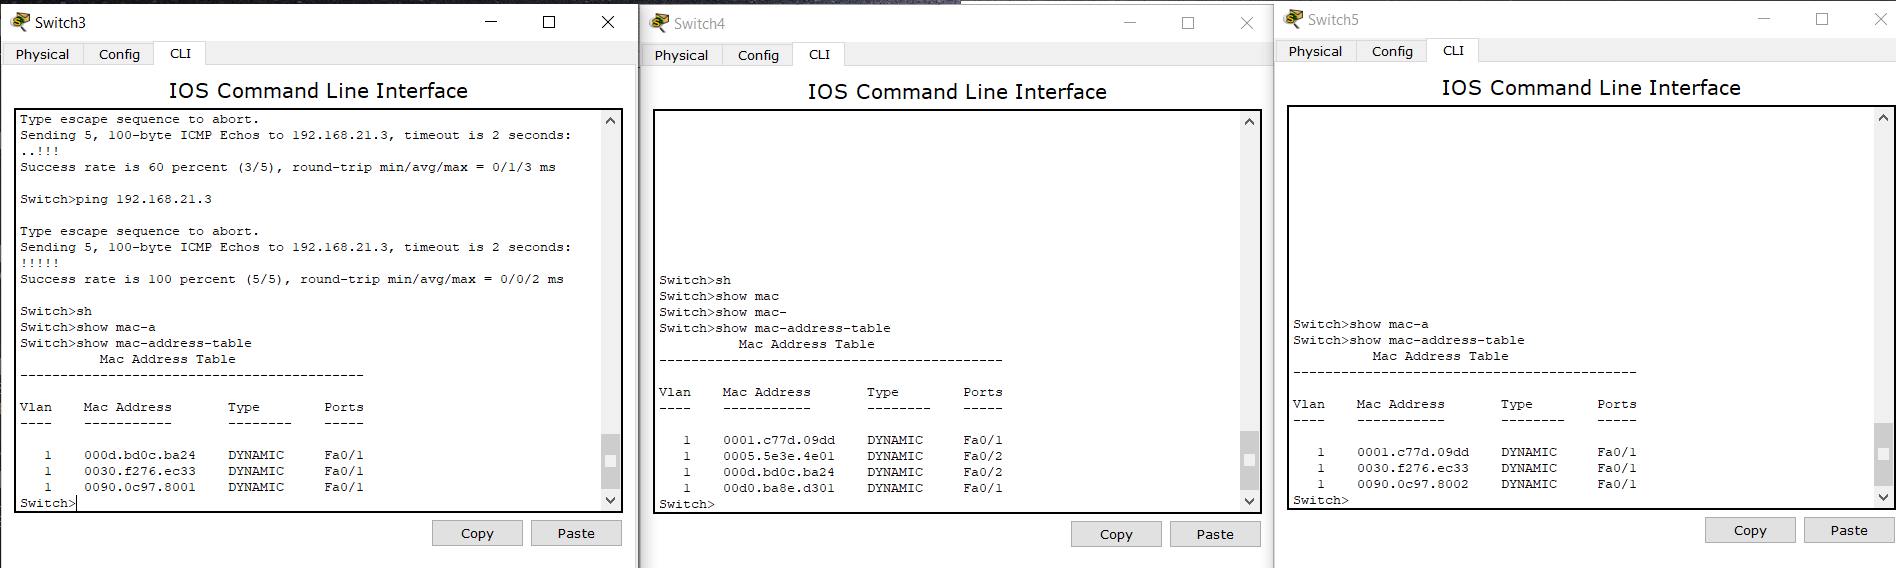 Switch3
Physical Config CLI
IOS Command Line Interface
Type escape sequence to abort.
Sending 5, 100-byte ICMP Echos to 192.168.21.3, timeout is 2 seconds:
..!!!
Success rate is 60 percent (3/5), round-trip min/avg/max = 0/1/3 ms
Switch>ping 192.168.21.3
Type escape sequence to abort.
Sending 5, 100-byte ICMP Echos to 192.168.21.3, timeout is 2 seconds:
!!!!!
Success rate is 100 percent (5/5), round-trip min/avg/max = 0/0/2 ms
Switch>sh
Switch>show mac-a
Switch>show mac-address-table
Mac Address Table
-------------------------------------------
Vlan    Mac Address       Type        Ports
----    -----------       --------    -----
1    000d.bd0c.ba24    DYNAMIC     Fa0/1
1    0030.f276.ec33    DYNAMIC     Fa0/1
1    0090.0c97.8001    DYNAMIC     Fa0/1
Switch>
Copy Paste
Switch4
Physical Config CLI
IOS Command Line Interface
Switch>sh
Switch>show mac
Switch>show mac-
Switch>show mac-address-table
Mac Address Table
-------------------------------------------
Vlan    Mac Address       Type        Ports
----    -----------       --------    -----
1    0001.c77d.09dd    DYNAMIC     Fa0/1
1    0005.5e3e.4e01    DYNAMIC     Fa0/2
1    000d.bd0c.ba24    DYNAMIC     Fa0/2
1    00d0.ba8e.d301    DYNAMIC     Fa0/1
Switch>
Copy Paste
Switch5
Physical Config CLI
IOS Command Line Interface
Switch>show mac-a
Switch>show mac-address-table
Mac Address Table
-------------------------------------------
Vlan    Mac Address       Type        Ports
----    -----------       --------    -----
1    0001.c77d.09dd    DYNAMIC     Fa0/1
1    0030.f276.ec33    DYNAMIC     Fa0/1
1    0090.0c97.8002    DYNAMIC     Fa0/1
Switch>
Copy Paste